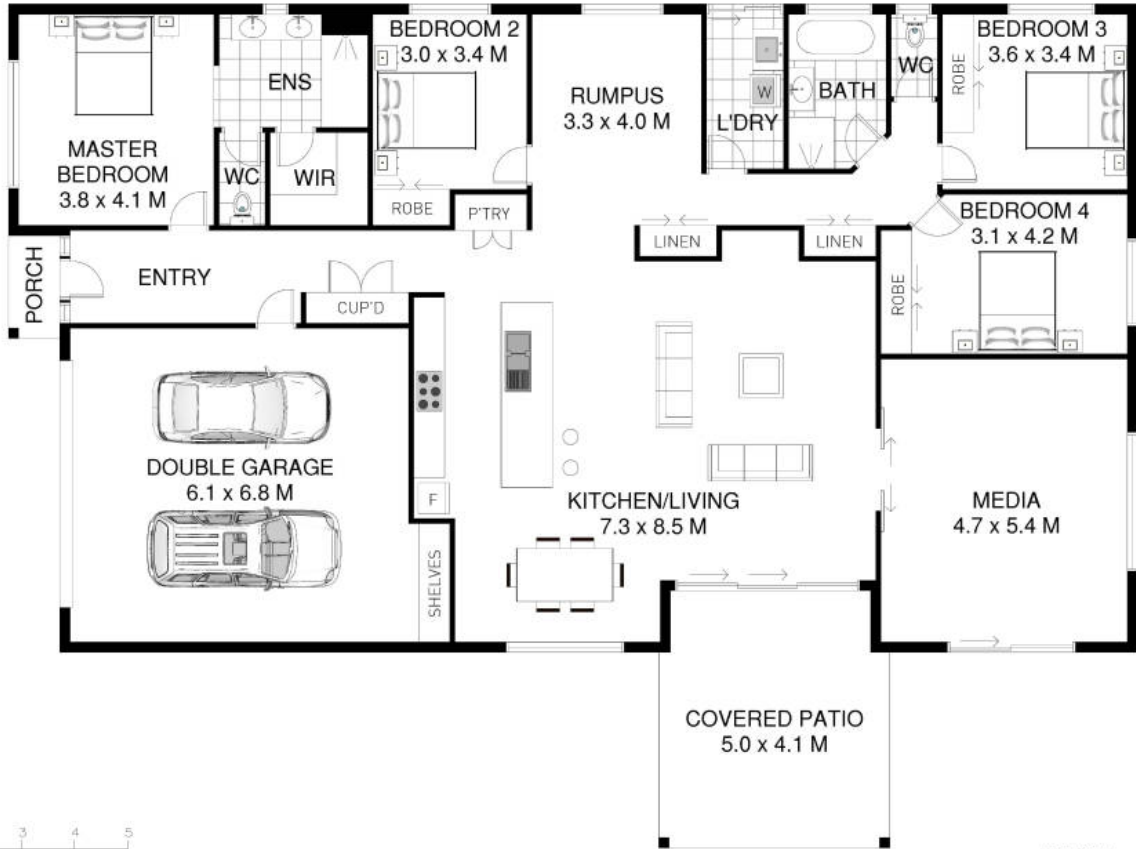 BEDROOM 2
3.0 x 3.4 M
BEDROOM 3
3.6 x 3.4 M
ENS
RUMPUS
3.3 x 4.0 M
W
L'DRY
BATH
WC
ROBE
MASTER
BEDROOM
3.8 x 4.1 M
WC
WIR
ROBE
P'TRY
LINEN
LINEN
BEDROOM 4
3.1 x 4.2 M
ROBE
PORCH
ENTRY
CUP'D
DOUBLE GARAGE
6.1 x 6.8 M
F
SHELVES
KITCHEN/LIVING
7.3 x 8.5 M
MEDIA
4.7 x 5.4 M
COVERED PATIO
5.0 x 4.1 M
3 4 5